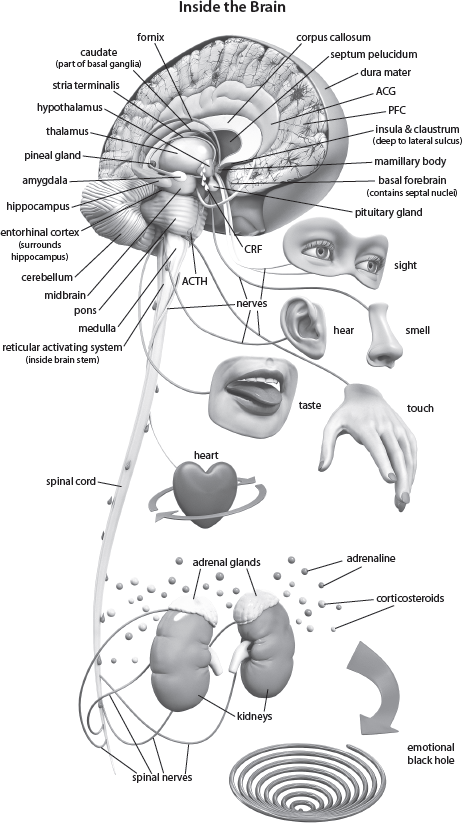 Inside the Brain
fornix
corpus callosum
caudate
(part of basal ganglia)
septum pelucidum
dura mater
stria terminalis
ACG
hypothalamus
PFC
thalamus
insula & claustrum
(deep to lateral sulcus)
pineal gland
mamillary body
amygdala
basal forebrain
(contains septal nuclei)
hippocampus
pituitary gland
entorhinal cortex
(surrounds
hippocampus)
CRF
sight
cerebellum
ACTH
midbrain
nerves
pons
medulla
hear
smell
reticular activating system
(inside brain stem)
taste
touch
heart
spinal cord
adrenal glands
adrenaline
corticosteroids
kidneys
emotional
black hole
spinal nerves